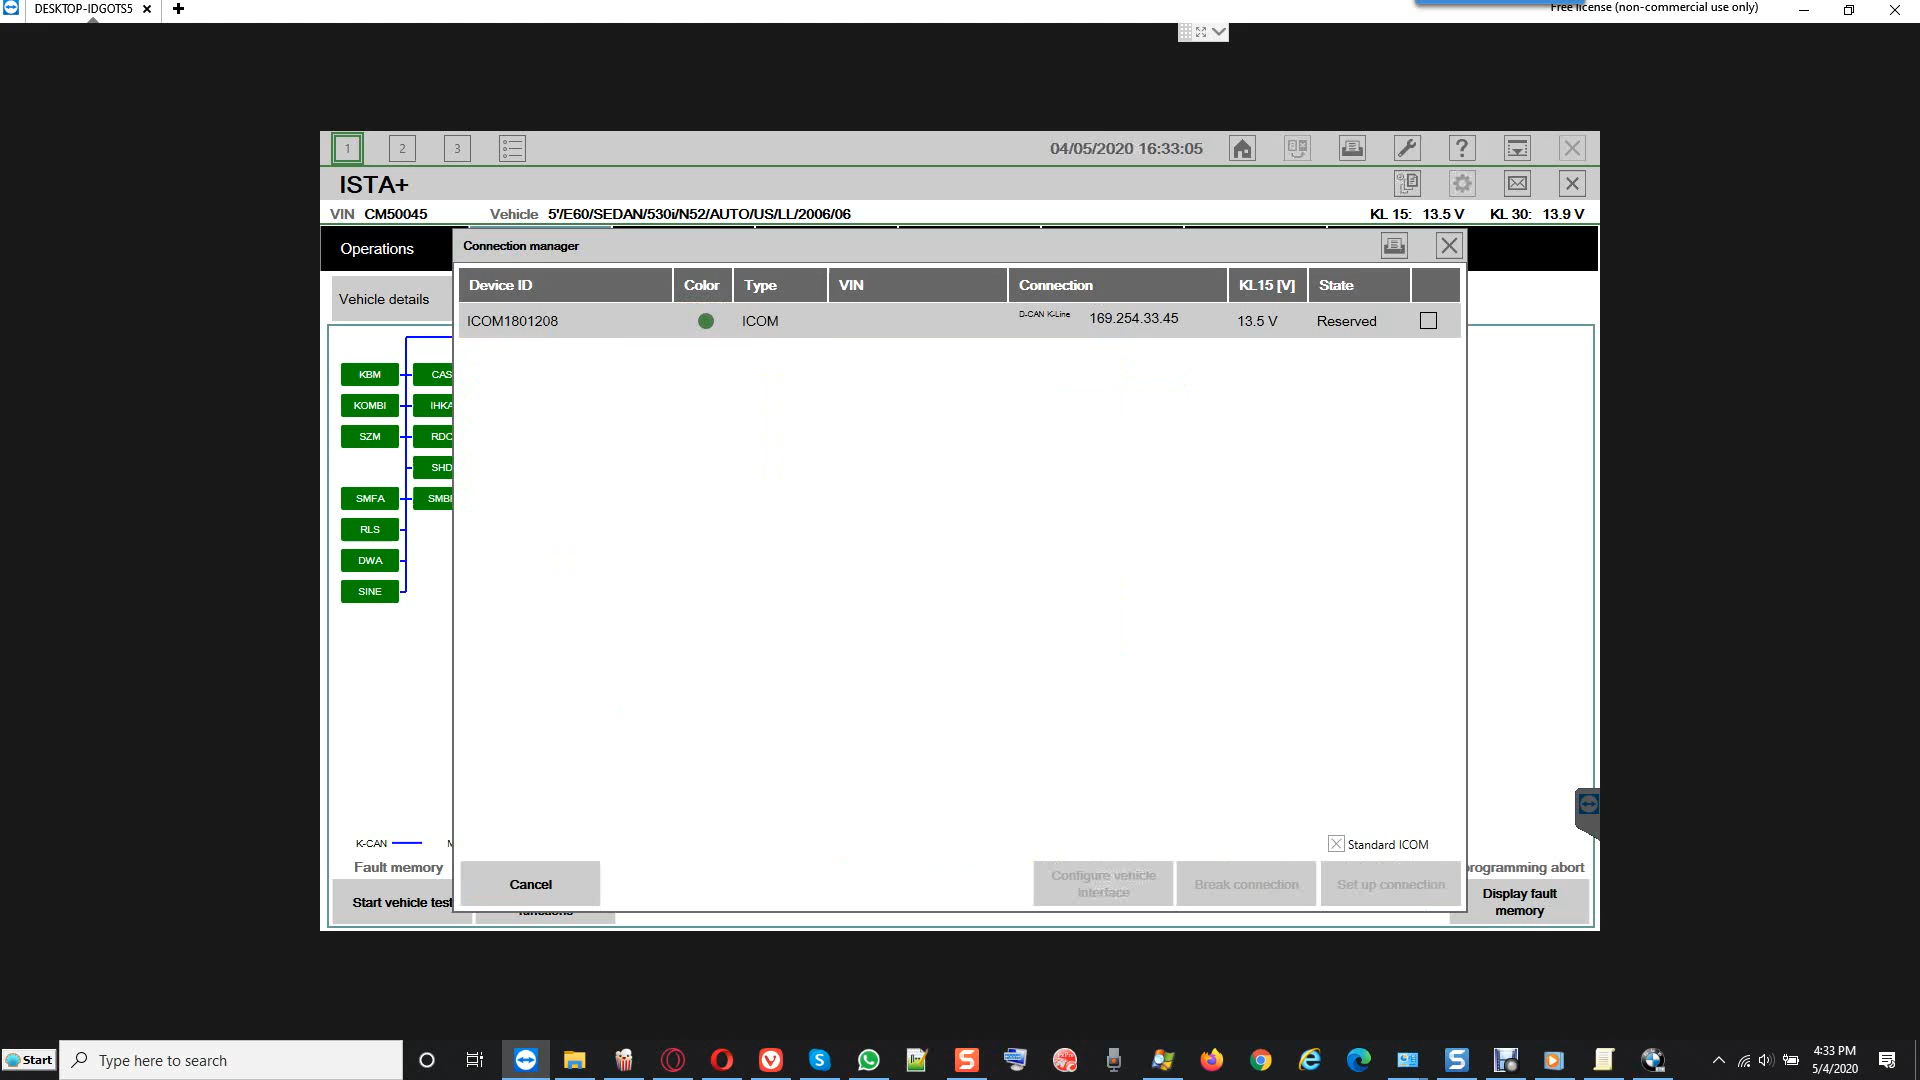 DESKTOP-IDGOTS5
Free license (non-commercial use only)
1 2 3
04/05/2020 16:33:05
ISTA+
VIN CM50045 Vehicle 5'/E60/SEDAN/530i/N52/AUTO/US/LL/2006/06 KL 15: 13.5 V KL 30: 13.9 V
Operations
Connection manager
Vehicle details
Device ID Color Type VIN Connection KL15 [V] State
ICOM1801208 ICOM D-CAN K-Line 169.254.33.45 13.5 V Reserved
KBM CAS
KOMBI IHKA
SZM RDC
SHD
SMFA SMB
RLS
DWA
SINE
K-CAN
Standard ICOM
Fault memory
programming abort
Cancel
Configure vehicle
interface
Break connection
Set up connection
Start vehicle test
functions
Display fault
memory
Start
Type here to search
4:33 PM
5/4/2020